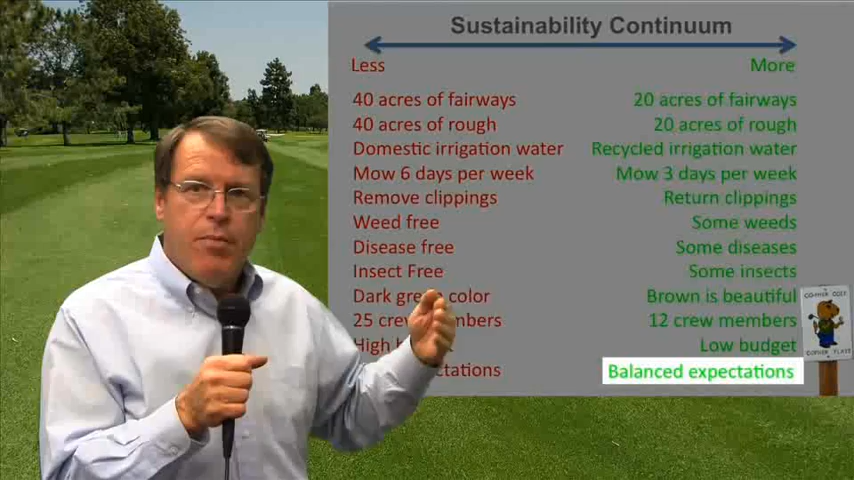 Sustainability Continuum
Less More
40 acres of fairways 20 acres of fairways
40 acres of rough 20 acres of rough
Domestic irrigation water Recycled irrigation water
Mow 6 days per week Mow 3 days per week
Remove clippings Return clippings
Weed free Some weeds
Disease free Some diseases
Insect Free Some insects
Dark color Brown is beautiful
25 12 crew members
High Low budget
Balanced expectations